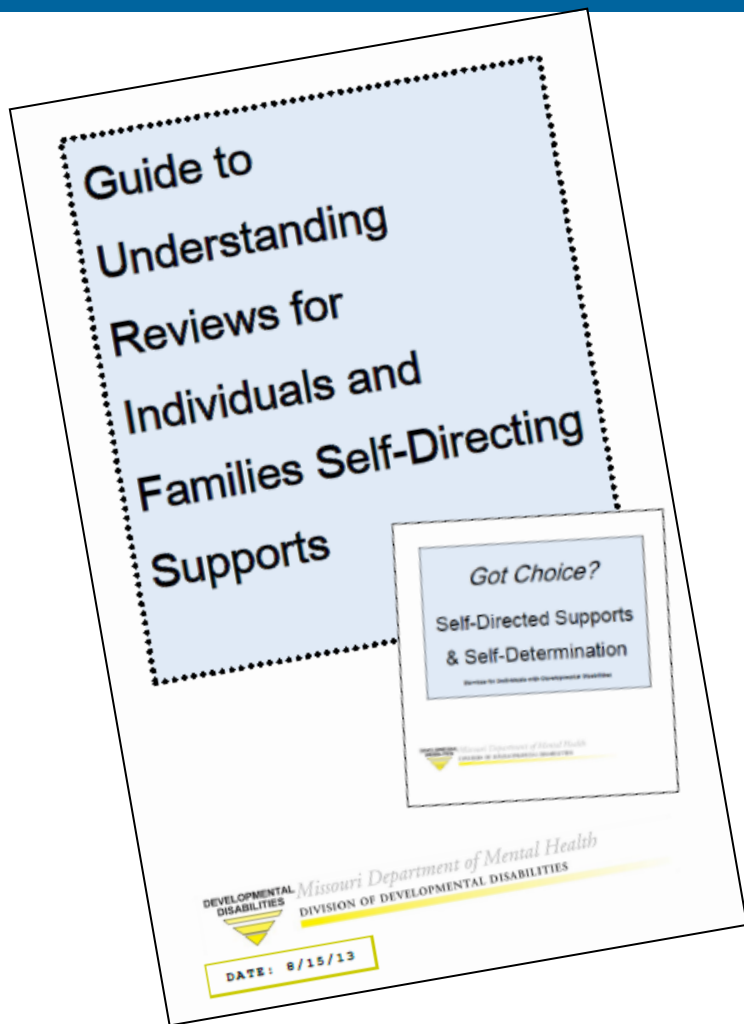 Guide to
Understanding
Reviews for
Individuals and
Families Self-Directing
Supports
Got Choice?
Self-Directed Supports
& Self-Determination
Services for Individuals with Developmental Disabilities
DEVELOPMENTAL
DISABILITIES
Missouri Department of Mental Health
DIVISION OF DEVELOPMENTAL DISABILITIES
DEVELOPMENTAL
DISABILITIES
Missouri Department of Mental Health
DIVISION OF DEVELOPMENTAL DISABILITIES
DATE: 8/15/13